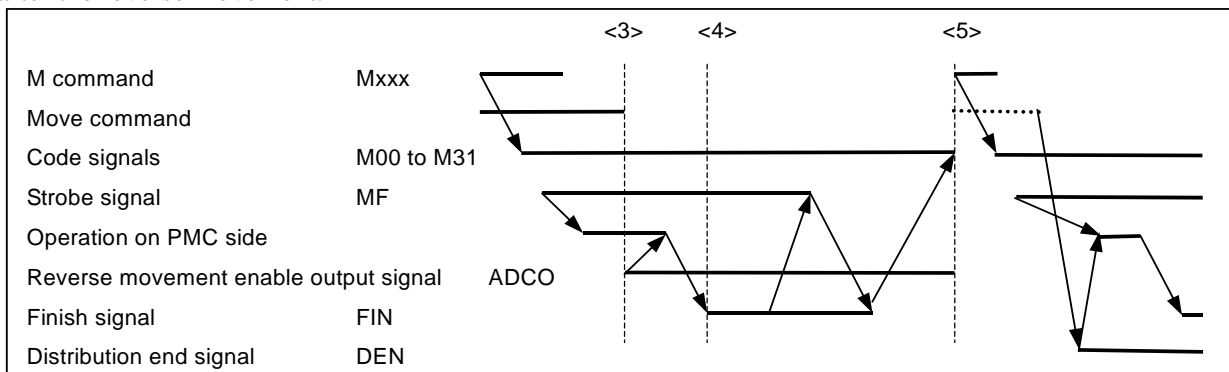 <3> <4> <5>
M command Mxxx
Move command
Code signals M00 to M31
Strobe signal MF
Operation on PMC side
Reverse movement enable output signal ADCO
Finish signal FIN
Distribution end signal DEN